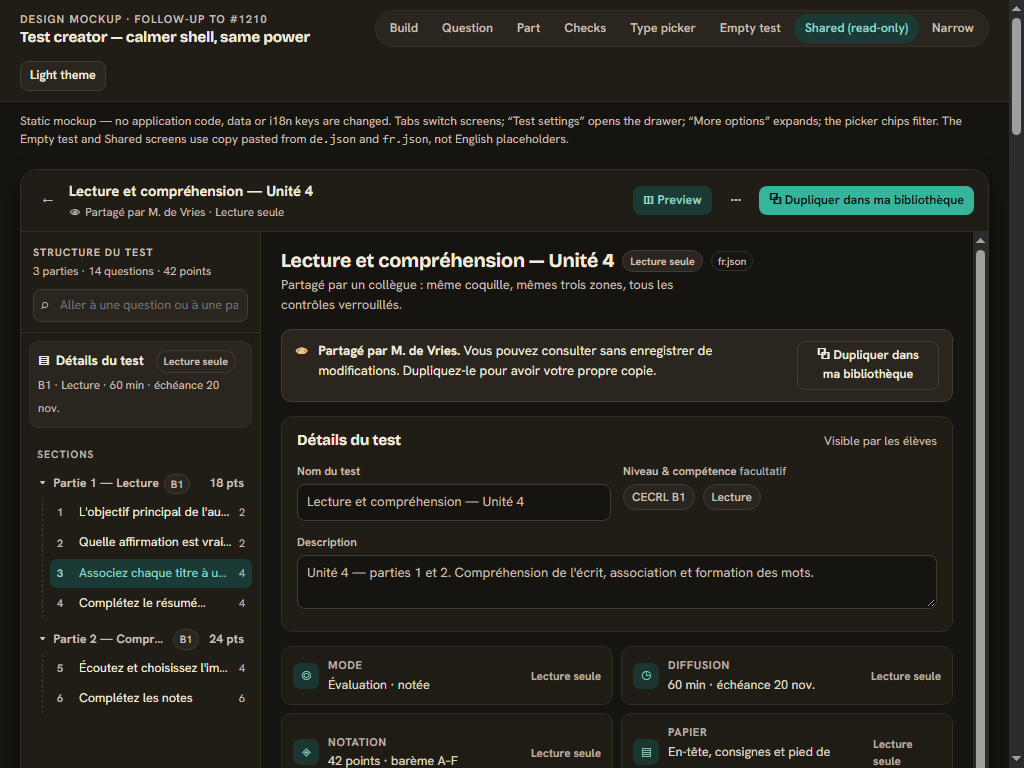 DESIGN MOCKUP · FOLLOW-UP TO #1210
Test creator — calmer shell, same power
Build
Question
Part
Checks
Type picker
Empty test
Shared (read-only)
Narrow
Light theme
Static mockup — no application code, data or i18n keys are changed. Tabs switch screens; “Test settings” opens the drawer; “More options” expands; the picker chips filter. The
Empty test and Shared screens use copy pasted from de.json and fr.json, not English placeholders.
←
Lecture et compréhension — Unité 4
Partagé par M. de Vries · Lecture seule
Preview
···
Dupliquer dans ma bibliothèque
STRUCTURE DU TEST
3 parties · 14 questions · 42 points
Aller à une question ou à une pa
Détails du test
Lecture seule
B1 · Lecture · 60 min · échéance 20
nov.
SECTIONS
Partie 1 — Lecture B1 18 pts
1 L'objectif principal de l'au... 2
2 Quelle affirmation est vrai... 2
3 Associez chaque titre à u... 4
4 Complétez le résumé... 4
Partie 2 — Compr... B1 24 pts
5 Écoutez et choisissez l'im... 4
6 Complétez les notes 6
Lecture et compréhension — Unité 4
Lecture seule
fr.json
Partagé par un collègue : même coquille, mêmes trois zones, tous les
contrôles verrouillés.
Partagé par M. de Vries. Vous pouvez consulter sans enregistrer de
modifications. Dupliquez-le pour avoir votre propre copie.
Dupliquer dans
ma bibliothèque
Détails du test
Visible par les élèves
Nom du test
Lecture et compréhension — Unité 4
Niveau & compétence facultatif
CECRL B1
Lecture
Description
Unité 4 — parties 1 et 2. Compréhension de l'écrit, association et formation des mots.
MODE
Évaluation · notée
Lecture seule
DIFFUSION
60 min · échéance 20 nov.
Lecture seule
NOTATION
42 points · barème A–F
Lecture seule
PAPIER
En-tête, consignes et pied de
Lecture
seule